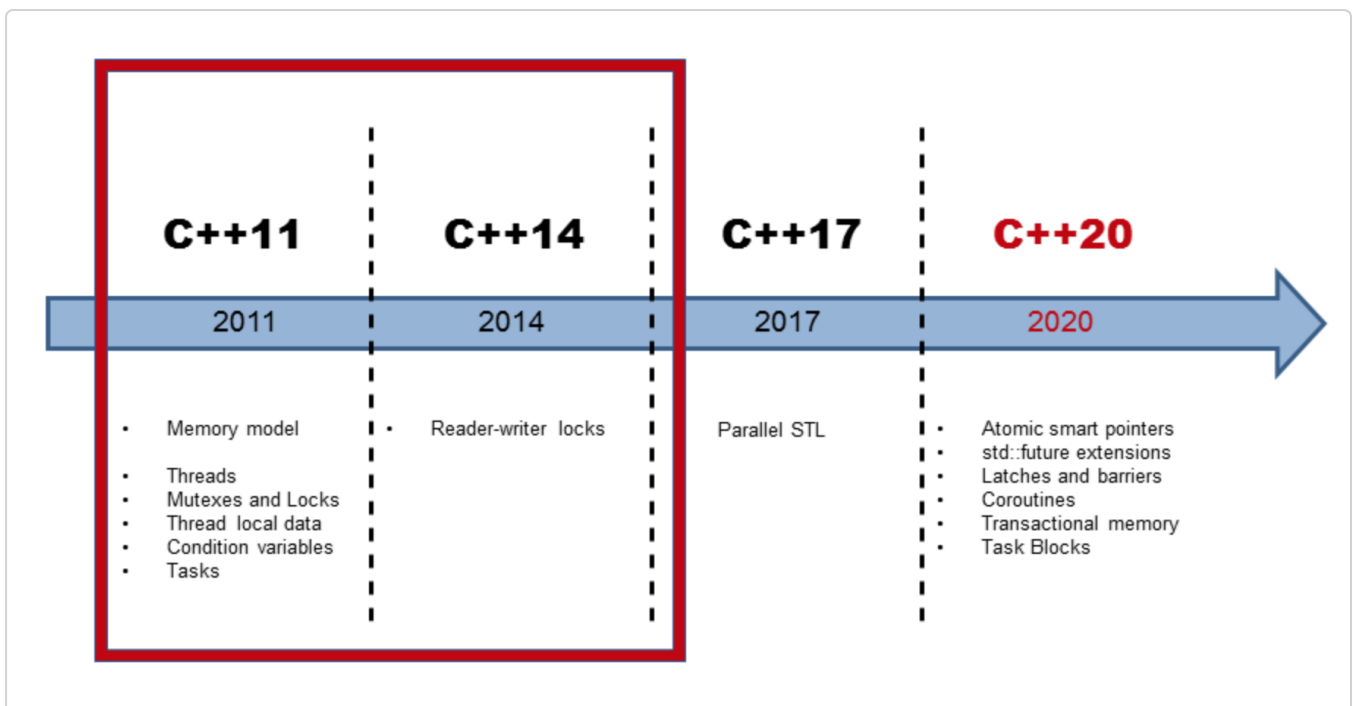 C++11
C++14
C++17
C++20
2011
2014
2017
2020
• Memory model
• Threads
• Mutexes and Locks
• Thread local data
• Condition variables
• Tasks
• Reader-writer locks
Parallel STL
• Atomic smart pointers
• std::future extensions
• Latches and barriers
• Coroutines
• Transactional memory
• Task Blocks